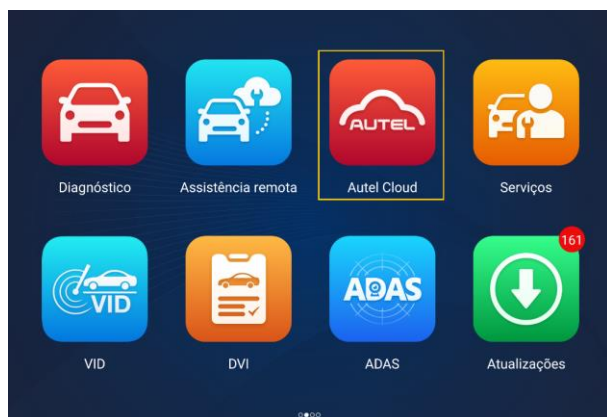 AUTEL
Diagnóstico
Assistência remota
Autel Cloud
Serviços
161
VID
ADAS
VID
DVI
ADAS
Atualizações